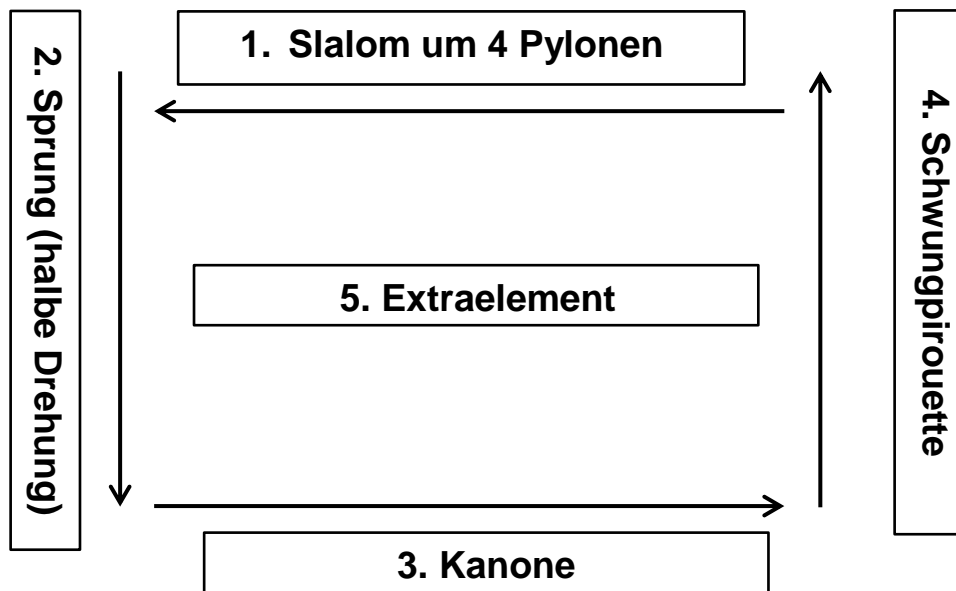 1. Slalom um 4 Pylonen
2. Sprung (halbe Drehung)
3. Kanone
4. Schwungpirouette
5. Extraelement